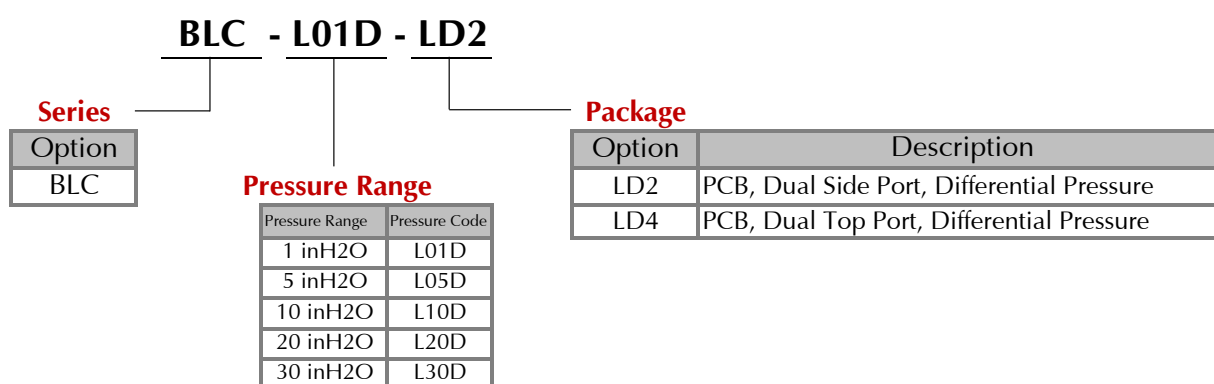 BLC - L01D - LD2
Series
Option
BLC
Pressure Range
Pressure Range Pressure Code
1 inH2O L01D
5 inH2O L05D
10 inH2O L10D
20 inH2O L20D
30 inH2O L30D
Package
Option Description
LD2 PCB, Dual Side Port, Differential Pressure
LD4 PCB, Dual Top Port, Differential Pressure